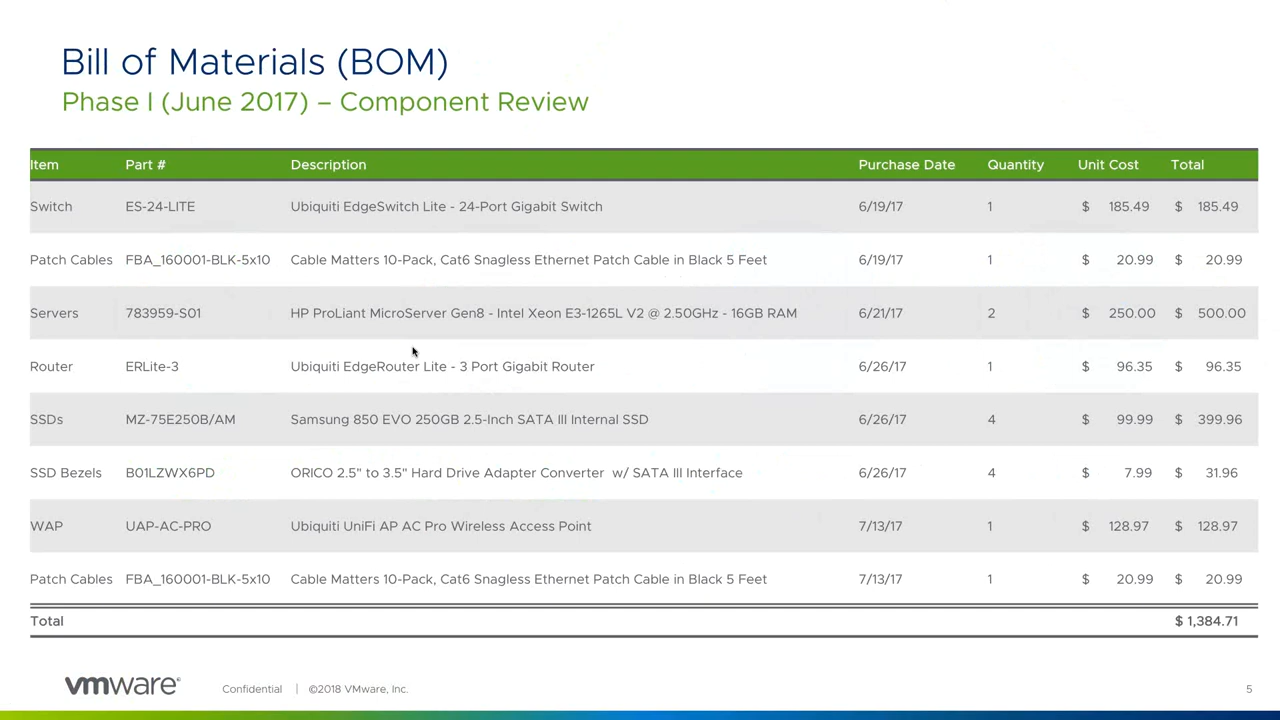 Bill of Materials (BOM)
Phase I (June 2017) – Component Review
Item Part # Description Purchase Date Quantity Unit Cost Total
Switch ES-24-LITE Ubiquiti EdgeSwitch Lite - 24-Port Gigabit Switch 6/19/17 1 $ 185.49 $ 185.49
Patch Cables FBA_160001-BLK-5x10 Cable Matters 10-Pack, Cat6 Snagless Ethernet Patch Cable in Black 5 Feet 6/19/17 1 $ 20.99 $ 20.99
Servers 783959-S01 HP ProLiant MicroServer Gen8 - Intel Xeon E3-1265L V2 @ 2.50GHz - 16GB RAM 6/21/17 2 $ 250.00 $ 500.00
Router ERLite-3 Ubiquiti EdgeRouter Lite - 3 Port Gigabit Router 6/26/17 1 $ 96.35 $ 96.35
SSDs MZ-75E250B/AM Samsung 850 EVO 250GB 2.5-Inch SATA III Internal SSD 6/26/17 4 $ 99.99 $ 399.96
SSD Bezels B01LZWX6PD ORICO 2.5" to 3.5" Hard Drive Adapter Converter w/ SATA III Interface 6/26/17 4 $ 7.99 $ 31.96
WAP UAP-AC-PRO Ubiquiti UniFi AP AC Pro Wireless Access Point 7/13/17 1 $ 128.97 $ 128.97
Patch Cables FBA_160001-BLK-5x10 Cable Matters 10-Pack, Cat6 Snagless Ethernet Patch Cable in Black 5 Feet 7/13/17 1 $ 20.99 $ 20.99
Total $ 1,384.71
vmware® Confidential | ©2018 VMware, Inc. 5